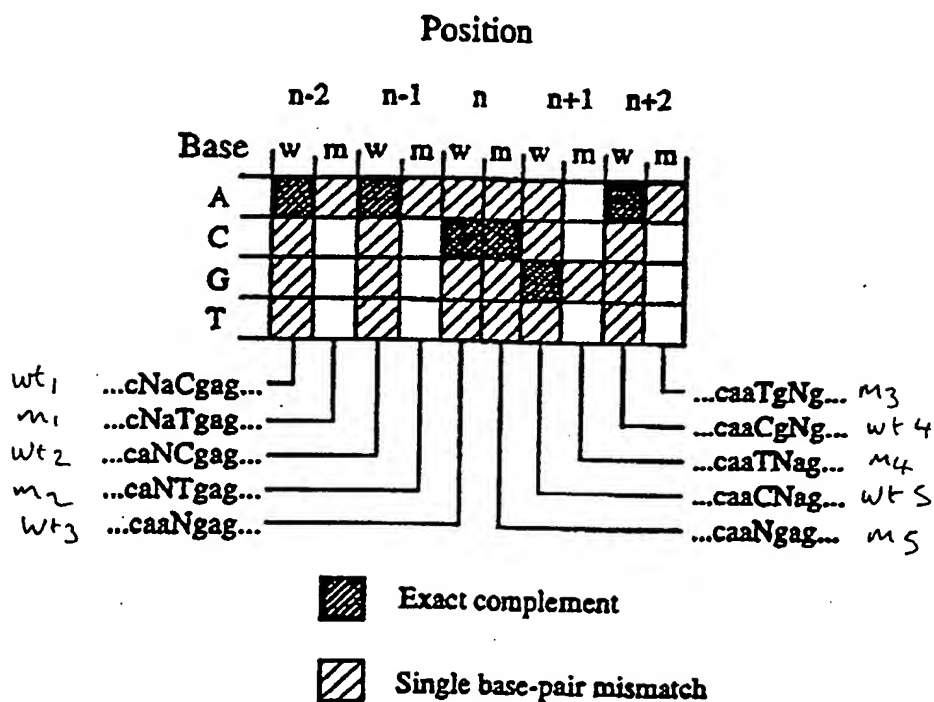 Position
n-2 n-1 n n+1 n+2
Base w m w m w m w m w m
A
C
G
T
wt1 ...cNaCgag...
m1 ...cNaTgag...
wt2 ...caNCgag...
m2 ...caNTgag...
wt3 ...caaNgag...
...caaTgNg... m3
...caaCgNg... wt4
...caaTNag... m4
...caaCNag... wt5
...caaNgag... m5
Exact complement
Single base-pair mismatch